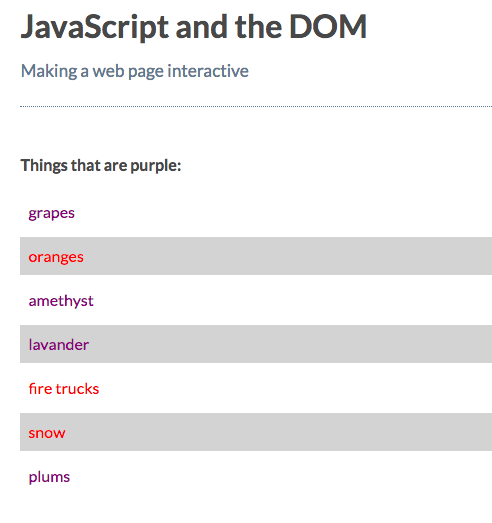 JavaScript and the DOM
Making a web page interactive
Things that are purple:
grapes
oranges
amethyst
lavander
fire trucks
snow
plums